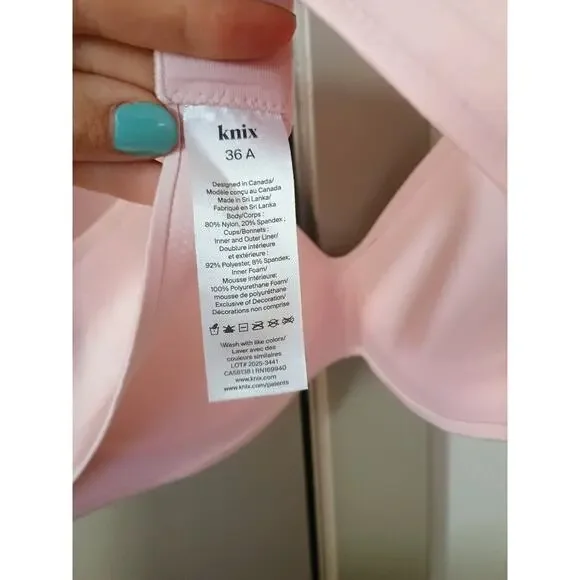 knix
36 A
Designed in Canada/
Modèle conçu au Canada
Made in Sri Lanka/
Fabriqué en Sri Lanka
Body/Corps :
80% Nylon, 20% Spandex ;
Cups/Bonnets :
Inner and Outer Liner/
Doublure intérieure
et extérieure :
92% Polyester, 8% Spandex;
Inner Foam/
Mousse intérieure:
100% Polyurethane Foam/
mousse de polyuréthane
Exclusive of Decoration/
Décorations non comprises
Wash with like colors/
Laver avec des
couleurs similaires
LOT# 2025-3441
CA58138 | RN169940
www.knix.com/
www.knix.com/patents